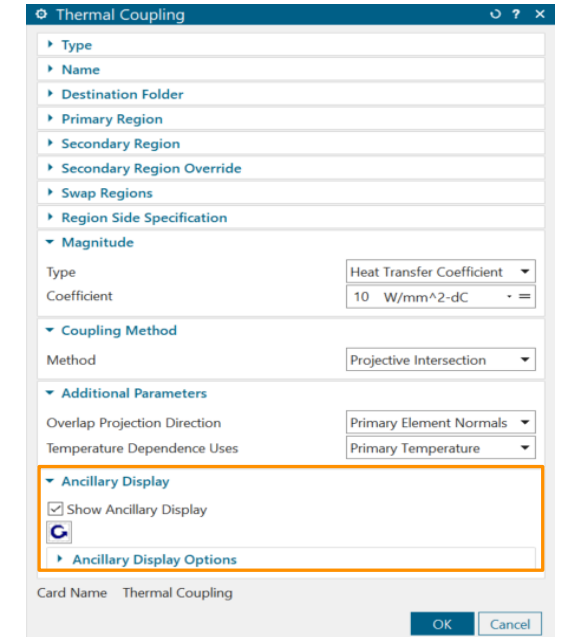 Thermal Coupling
Type
Name
Destination Folder
Primary Region
Secondary Region
Secondary Region Override
Swap Regions
Region Side Specification
Magnitude
Type Heat Transfer Coefficient
Coefficient 10 W/mm^2-dC
Coupling Method
Method Projective Intersection
Additional Parameters
Overlap Projection Direction Primary Element Normals
Temperature Dependence Uses Primary Temperature
Ancillary Display
Show Ancillary Display
Ancillary Display Options
Card Name Thermal Coupling
OK Cancel